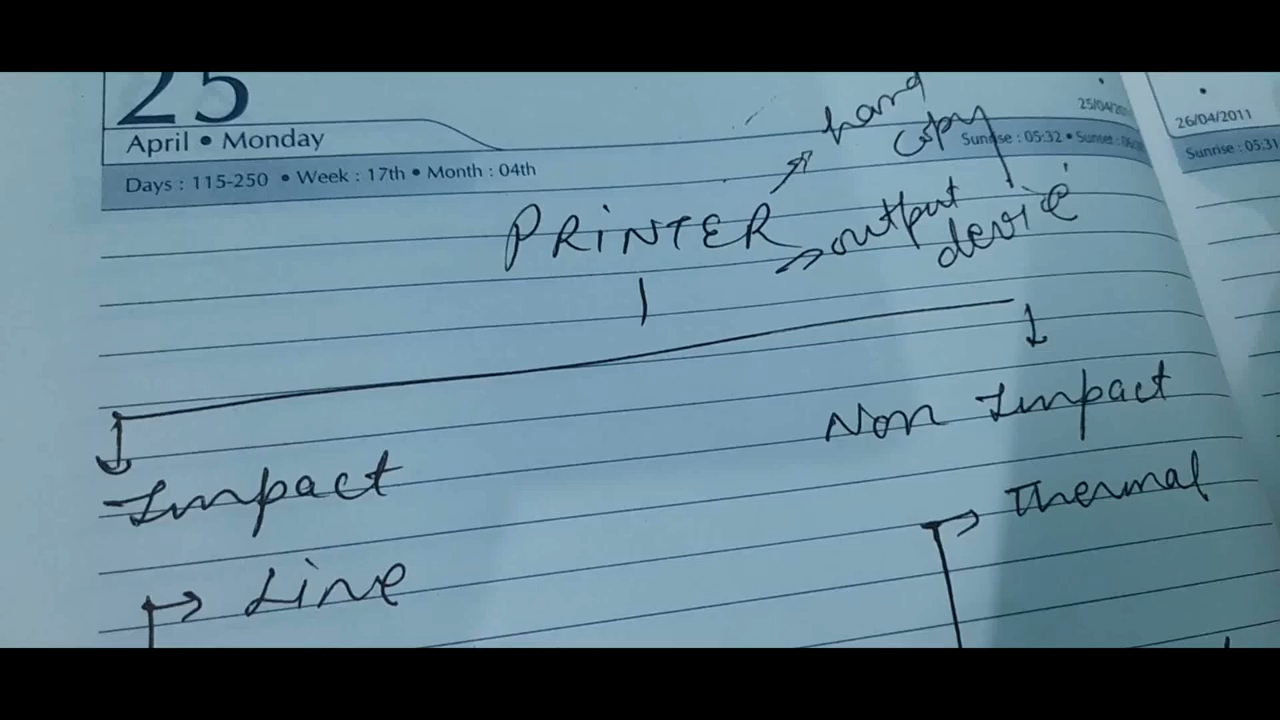 25
April • Monday
25/04/20
26/04/2011
Days : 115-250 • Week : 17th • Month : 04th
Sunrise : 05:32 • Sunset : 06
Sunrise : 05:31
hard
copy
PRINTER
output
device
Impact
Non Impact
Line
Thermal